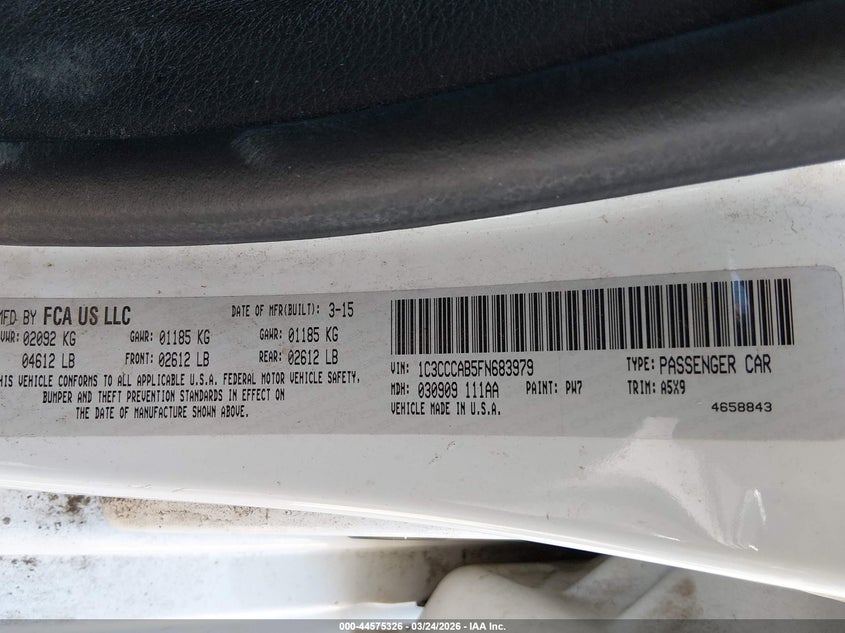 MFD BY FCA US LLC DATE OF MFR(BUILT): 3-15
GVWR: 02092 KG GAWR: 01185 KG GAWR: 01185 KG
04612 LB FRONT: 02612 LB REAR: 02612 LB
THIS VEHICLE CONFORMS TO ALL APPLICABLE U.S.A. FEDERAL MOTOR VEHICLE SAFETY,
BUMPER AND THEFT PREVENTION STANDARDS IN EFFECT ON
THE DATE OF MANUFACTURE SHOWN ABOVE.
VIN: 1C3CCCAB5FN683979 TYPE: PASSENGER CAR
MDH: 030909 111AA PAINT: PW7 TRIM: A5X9
VEHICLE MADE IN U.S.A. 4658843
000-44575326 - 03/24/2026 - IAA Inc.